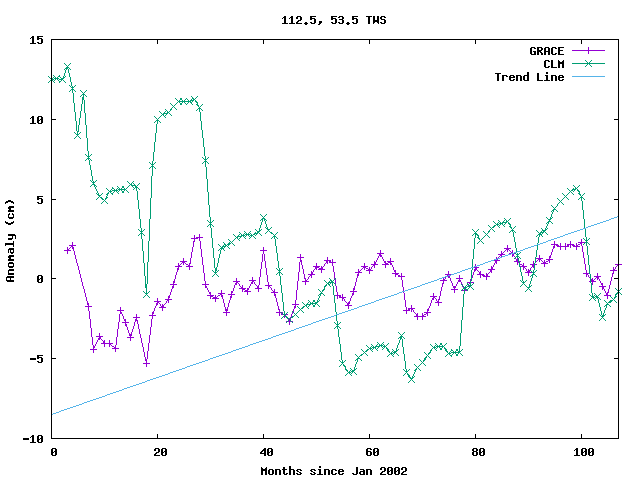 112.5, 53.5 TWS
GRACE
CLM
Trend Line
Anomaly (cm)
15
10
5
0
-5
-10
0 20 40 60 80 100
Months since Jan 2002